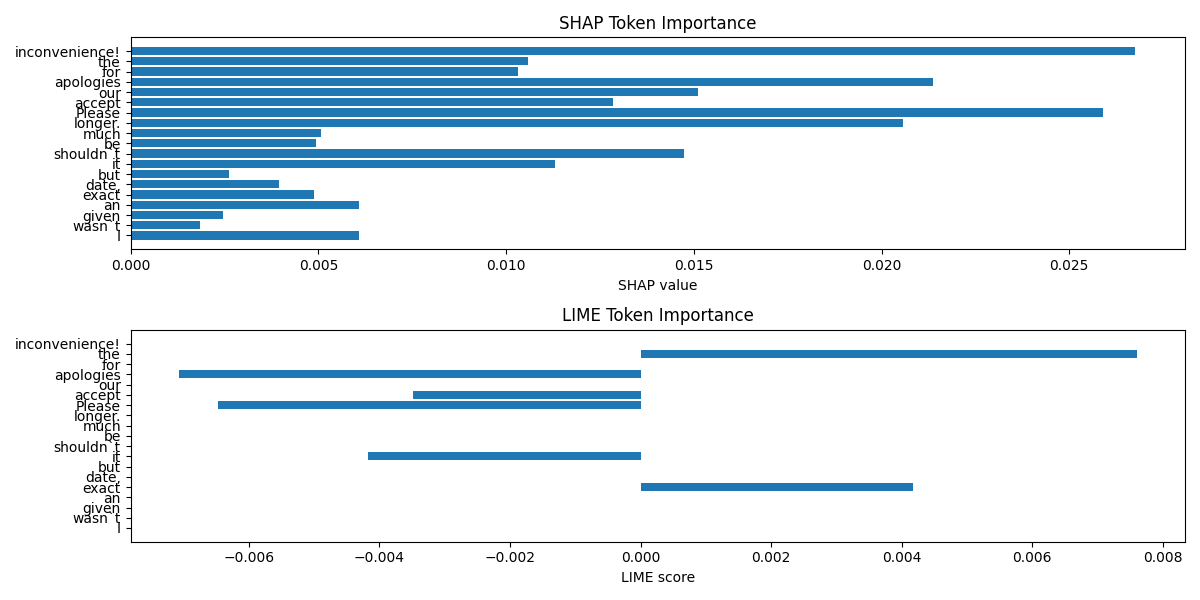 SHAP Token Importance
inconvenience!
the
for
apologies
our
accept
Please
longer.
much
be
shouldn`t
it
but
date,
exact
an
given
wasn`t
I
0.000 0.005 0.010 0.015 0.020 0.025
SHAP value
LIME Token Importance
inconvenience!
the
for
apologies
our
accept
Please
longer.
much
be
shouldn`t
it
but
date,
exact
an
given
wasn`t
I
−0.006 −0.004 −0.002 0.000 0.002 0.004 0.006 0.008
LIME score